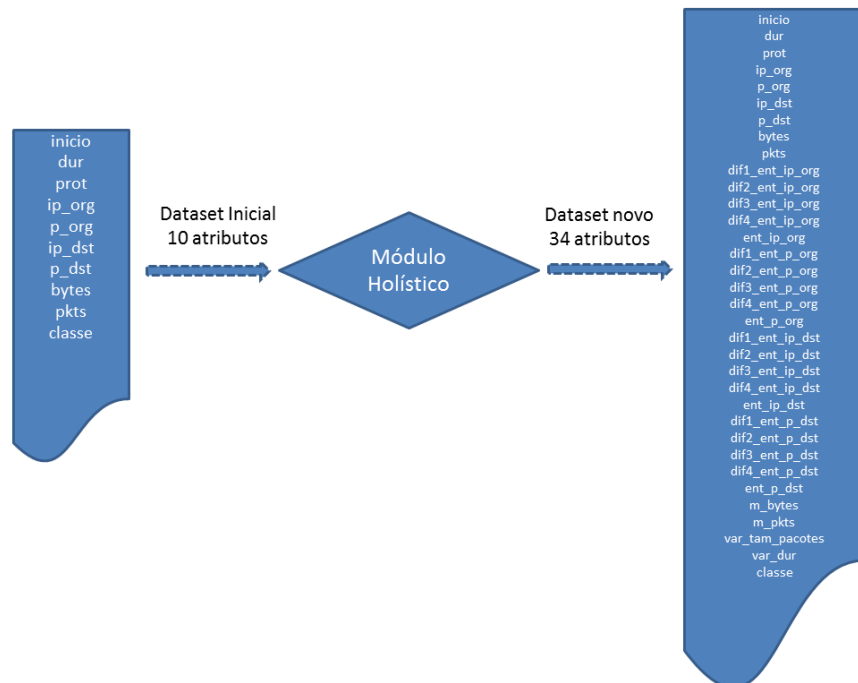 inicio
dur
prot
ip_org
p_org
ip_dst
p_dst
bytes
pkts
classe
Dataset Inicial
10 atributos
Módulo
Holístico
Dataset novo
34 atributos
inicio
dur
prot
ip_org
p_org
ip_dst
p_dst
bytes
pkts
dif1_ent_ip_org
dif2_ent_ip_org
dif3_ent_ip_org
dif4_ent_ip_org
ent_ip_org
dif1_ent_p_org
dif2_ent_p_org
dif3_ent_p_org
dif4_ent_p_org
ent_p_org
dif1_ent_ip_dst
dif2_ent_ip_dst
dif3_ent_ip_dst
dif4_ent_ip_dst
ent_ip_dst
dif1_ent_p_dst
dif2_ent_p_dst
dif3_ent_p_dst
dif4_ent_p_dst
ent_p_dst
m_bytes
m_pkts
var_tam_pacotes
var_dur
classe